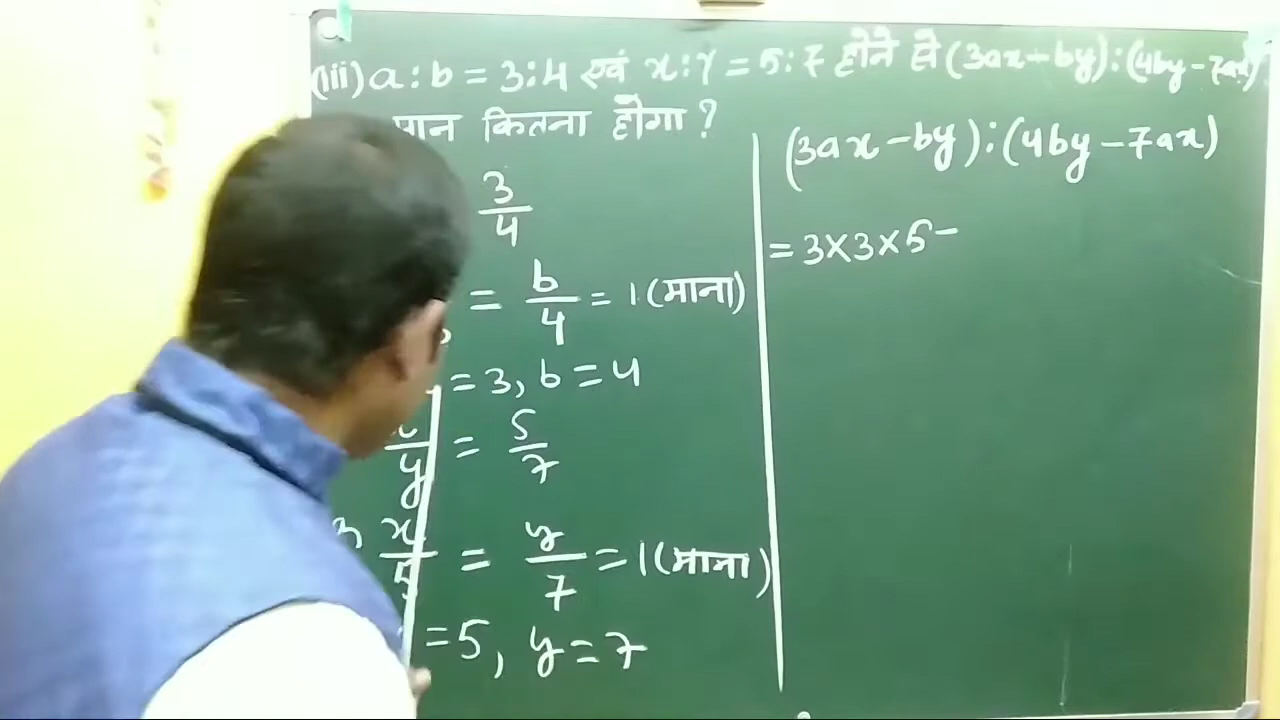 (iii) a : b = 3:4 एवं x:y = 5:7 होने से (3ax-by):(4by-7ax)
मान कितना होगा ?
3/4
= b/4 = 1 (माना)
= 3, b = 4
x/y = 5/7
x/5 = y/7 = 1 (माना)
= 5, y = 7
(3ax-by):(4by-7ax)
= 3×3×5-